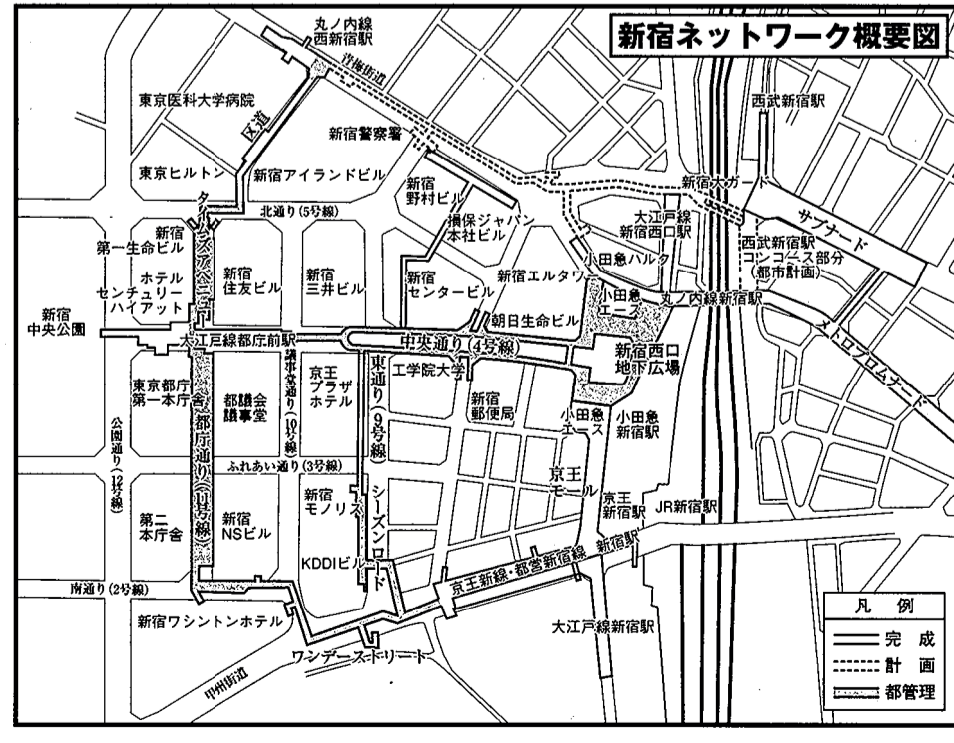 新宿ネットワーク概要図
丸ノ内線
西新宿駅
青梅街道
東京医科大学病院
区道
新宿警察署
西武新宿駅
東京ヒルトン
新宿アイランドビル
新宿
野村ビル
新宿大ガード
タイムズアベニュー
北通り(5号線)
損保ジャパン
本社ビル
大江戸線
新宿西口駅
サブナード
新宿
第一生命ビル
小田急ハルク
西武新宿駅
コンコース部分
(都市計画)
ホテル
センチュリー
ハイアット
新宿
住友ビル
新宿
三井ビル
新宿
センタービル
新宿エルタワー
小田急
エース
丸ノ内線新宿駅
新宿
中央公園
朝日生命ビル
メトロプロムナード
大江戸線都庁前駅
中央通り(4号線)
新宿西口
地下広場
工学院大学
東京都庁
第一本庁舎
都議会
議事堂
議事堂通り(10号線)
京王
プラザ
ホテル
東通り(9号線)
新宿
郵便局
小田急
エース
小田急
新宿駅
公園通り(12号線)
都庁通り(11号線)
ふれあい通り(3号線)
京王
モール
第二
本庁舎
新宿
NSビル
新宿
モノリス
シーズンロード
京王
新宿駅
JR新宿駅
KDDIビル
京王新線・都営新宿線 新宿駅
南通り(2号線)
新宿ワシントンホテル
大江戸線新宿駅
ワンデーストリート
甲州街道
凡 例
完 成
計 画
都管理